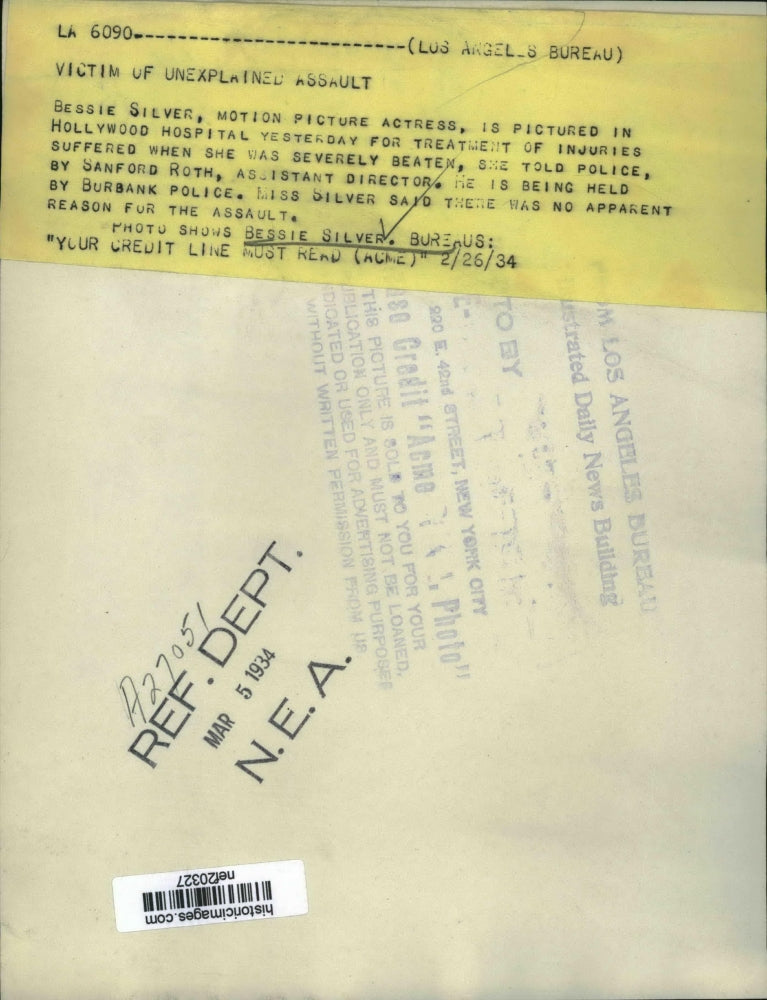 LA 6090----------------------------(LOS ANGELES BUREAU)
VICTIM OF UNEXPLAINED ASSAULT
BESSIE SILVER, MOTION PICTURE ACTRESS, IS PICTURED IN
HOLLYWOOD HOSPITAL YESTERDAY FOR TREATMENT OF INJURIES
SUFFERED WHEN SHE WAS SEVERELY BEATEN, SHE TOLD POLICE,
BY SANFORD ROTH, ASSISTANT DIRECTOR. HE IS BEING HELD
BY BURBANK POLICE. MISS SILVER SAID THERE WAS NO APPARENT
REASON FOR THE ASSAULT.
PHOTO SHOWS BESSIE SILVER. BUREAUS:
"YOUR CREDIT LINE MUST READ (ACME)" 2/26/34
OM LOS ANGELES BUREAU
ustrated Daily News Building
TO BY
220 E. 42nd STREET, NEW YORK CITY
Credit "Acme Photo"
THIS PICTURE IS SOLD TO YOU FOR YOUR
UBLICATION ONLY AND MUST NOT BE LOANED,
NDICATED OR USED FOR ADVERTISING PURPOSES
WITHOUT WRITTEN PERMISSION FROM US
A27051
REF. DEPT.
MAR 5 1934
N.E.A.
historicimages.com
nef20327